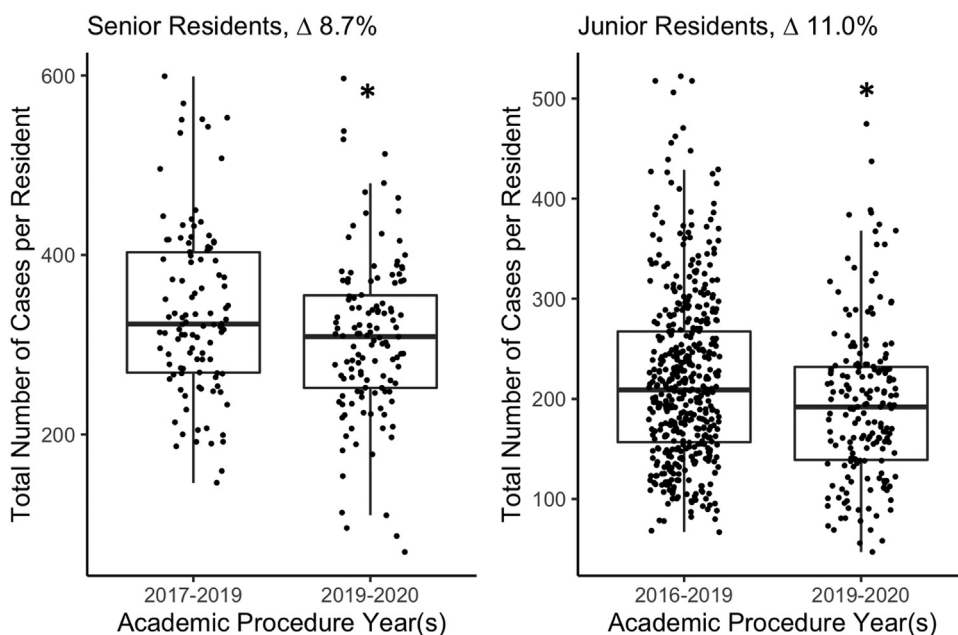 Senior Residents, Δ 8.7%
Total Number of Cases per Resident
600
400
200
*
2017-2019
2019-2020
Academic Procedure Year(s)
Junior Residents, Δ 11.0%
Total Number of Cases per Resident
500
400
300
200
100
*
2016-2019
2019-2020
Academic Procedure Year(s)